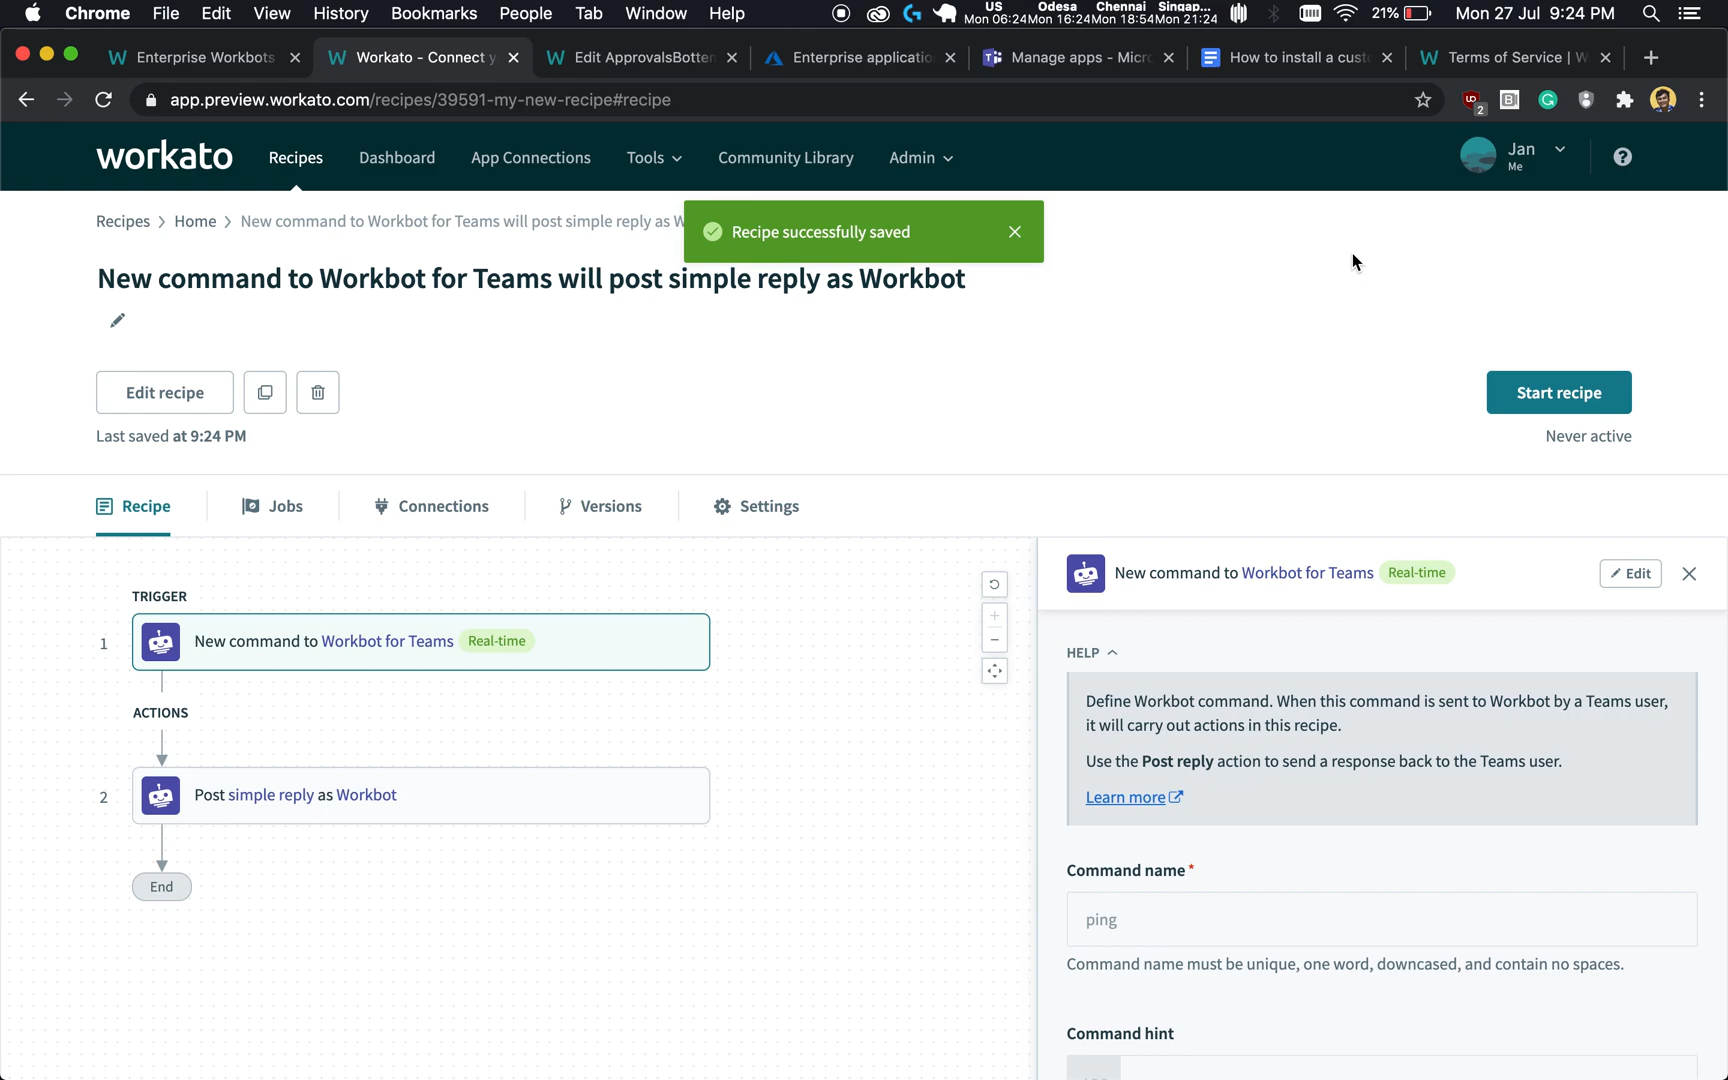 Chrome File Edit View History Bookmarks People Tab Window Help
US Odesa Chennai Singap...
Mon 06:24 Mon 16:24 Mon 18:54 Mon 21:24
21% Mon 27 Jul 9:24 PM
Enterprise Workbots
Workato - Connect y
Edit ApprovalsBotten
Enterprise applicatio
Manage apps - Micro
How to install a cust
Terms of Service | W
app.preview.workato.com/recipes/39591-my-new-recipe#recipe
2
workato Recipes Dashboard App Connections Tools Community Library Admin
Jan
Me
Recipes > Home > New command to Workbot for Teams will post simple reply as W
Recipe successfully saved
New command to Workbot for Teams will post simple reply as Workbot
Edit recipe
Start recipe
Last saved at 9:24 PM
Never active
Recipe Jobs Connections Versions Settings
TRIGGER
1 New command to Workbot for Teams Real-time
ACTIONS
2 Post simple reply as Workbot
End
New command to Workbot for Teams Real-time
Edit
HELP
Define Workbot command. When this command is sent to Workbot by a Teams user,
it will carry out actions in this recipe.
Use the Post reply action to send a response back to the Teams user.
Learn more
Command name*
ping
Command name must be unique, one word, downcased, and contain no spaces.
Command hint